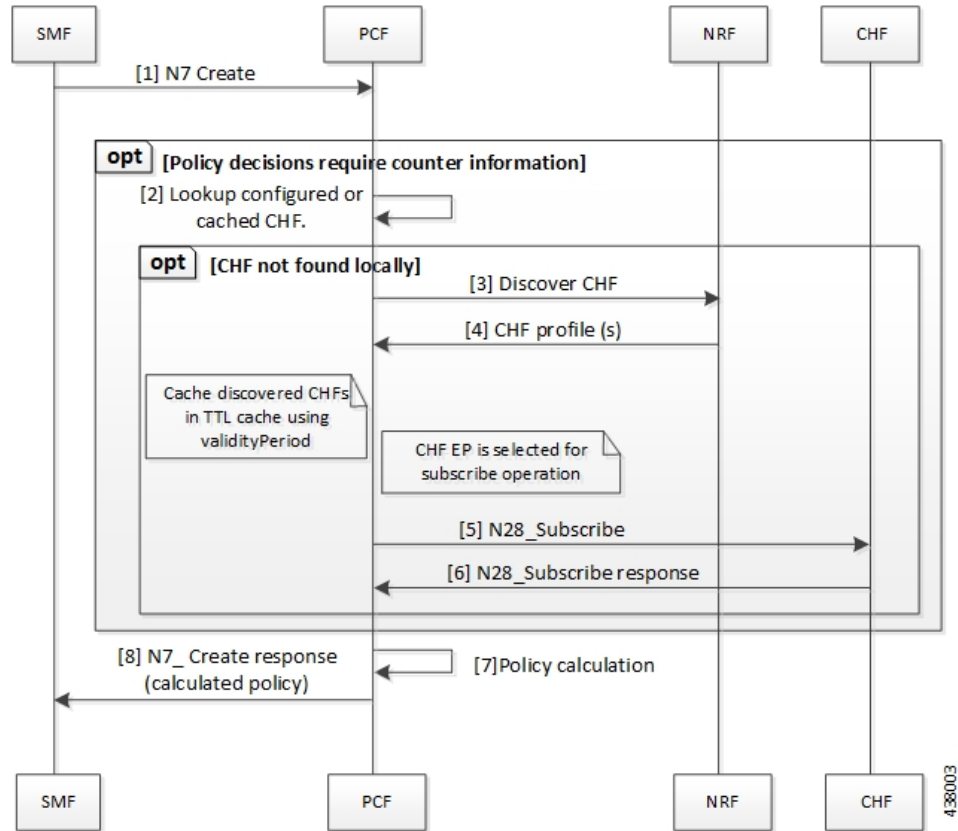 SMF
PCF
NRF
CHF
[1] N7 Create
opt [Policy decisions require counter information]
[2] Lookup configured or
cached CHF.
opt [CHF not found locally]
[3] Discover CHF
[4] CHF profile (s)
Cache discovered CHFs
in TTL cache using
validityPeriod
CHF EP is selected for
subscribe operation
[5] N28_Subscribe
[6] N28_Subscribe response
[8] N7_ Create response
(calculated policy)
[7]Policy calculation
SMF
PCF
NRF
CHF
438003